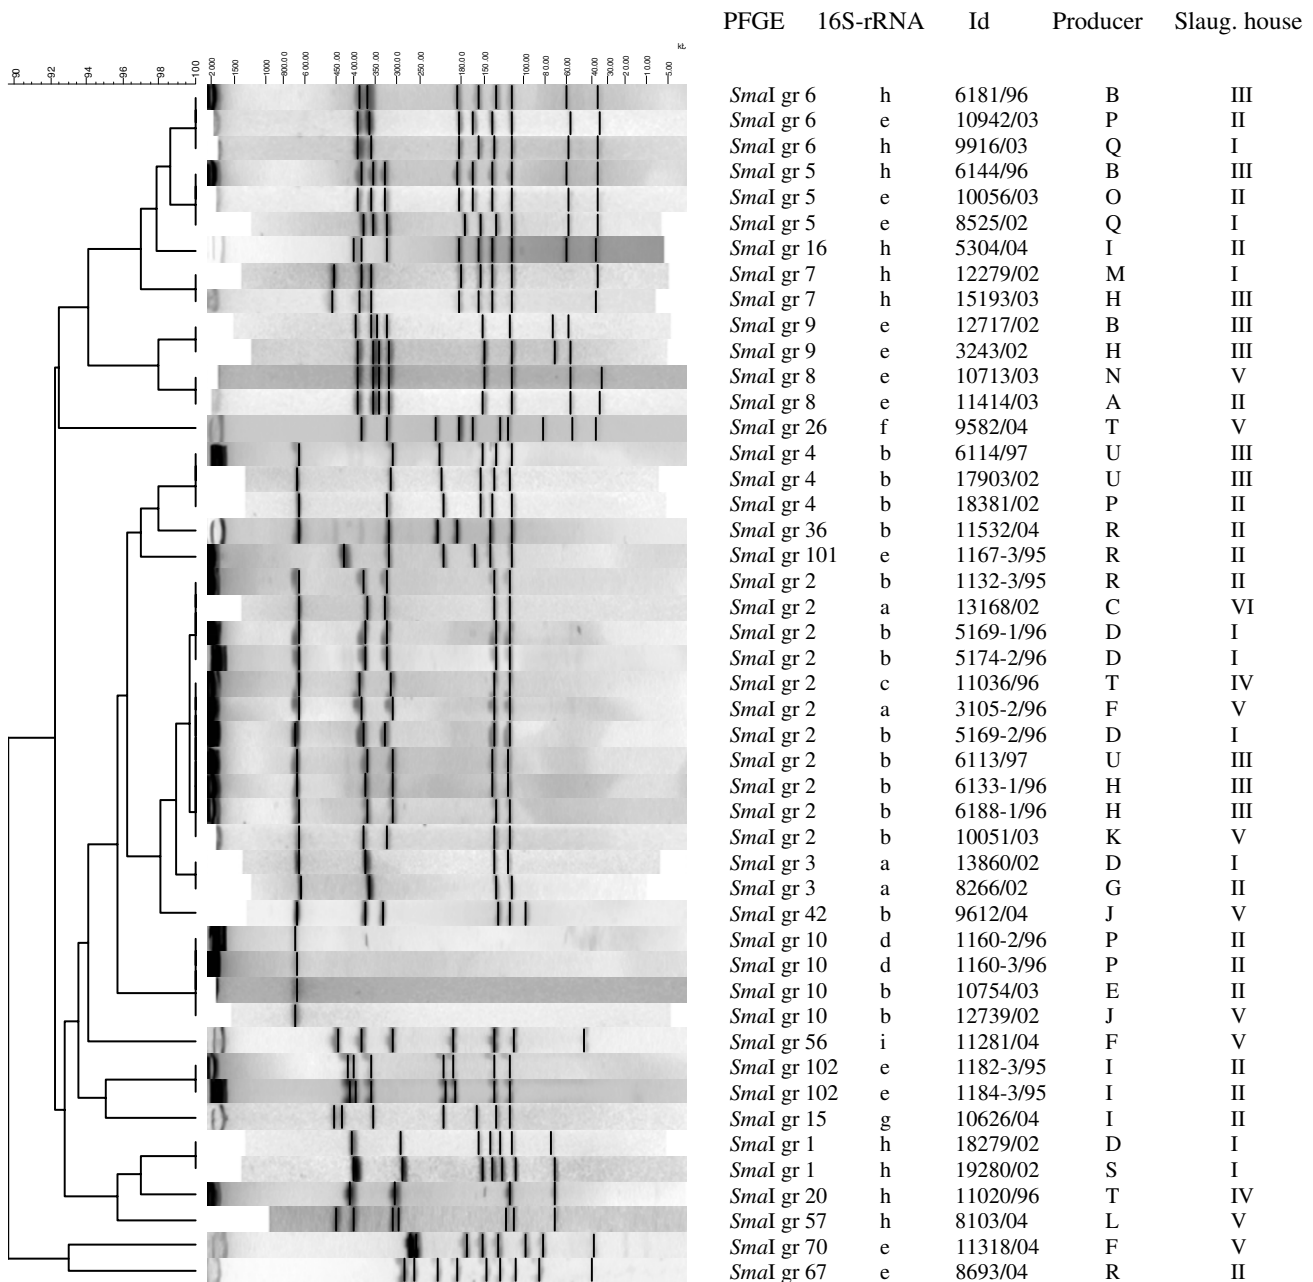 PFGE 16S-rRNA Id Producer Slaug. house
90 92 94 96 98 100
SmaI gr 6 h 6181/96 B III
SmaI gr 6 e 10942/03 P II
SmaI gr 6 h 9916/03 Q I
SmaI gr 5 h 6144/96 B III
SmaI gr 5 e 10056/03 O II
SmaI gr 5 e 8525/02 Q I
SmaI gr 16 h 5304/04 I II
SmaI gr 7 h 12279/02 M I
SmaI gr 7 h 15193/03 H III
SmaI gr 9 e 12717/02 B III
SmaI gr 9 e 3243/02 H III
SmaI gr 8 e 10713/03 N V
SmaI gr 8 e 11414/03 A II
SmaI gr 26 f 9582/04 T V
SmaI gr 4 b 6114/97 U III
SmaI gr 4 b 17903/02 U III
SmaI gr 4 b 18381/02 P II
SmaI gr 36 b 11532/04 R II
SmaI gr 101 e 1167-3/95 R II
SmaI gr 2 b 1132-3/95 R II
SmaI gr 2 a 13168/02 C VI
SmaI gr 2 b 5169-1/96 D I
SmaI gr 2 b 5174-2/96 D I
SmaI gr 2 c 11036/96 T IV
SmaI gr 2 a 3105-2/96 F V
SmaI gr 2 b 5169-2/96 D I
SmaI gr 2 b 6113/97 U III
SmaI gr 2 b 6133-1/96 H III
SmaI gr 2 b 6188-1/96 H III
SmaI gr 2 b 10051/03 K V
SmaI gr 3 a 13860/02 D I
SmaI gr 3 a 8266/02 G II
SmaI gr 42 b 9612/04 J V
SmaI gr 10 d 1160-2/96 P II
SmaI gr 10 d 1160-3/96 P II
SmaI gr 10 b 10754/03 E II
SmaI gr 10 b 12739/02 J V
SmaI gr 56 i 11281/04 F V
SmaI gr 102 e 1182-3/95 I II
SmaI gr 102 e 1184-3/95 I II
SmaI gr 15 g 10626/04 I II
SmaI gr 1 h 18279/02 D I
SmaI gr 1 h 19280/02 S I
SmaI gr 20 h 11020/96 T IV
SmaI gr 57 h 8103/04 L V
SmaI gr 70 e 11318/04 F V
SmaI gr 67 e 8693/04 R II